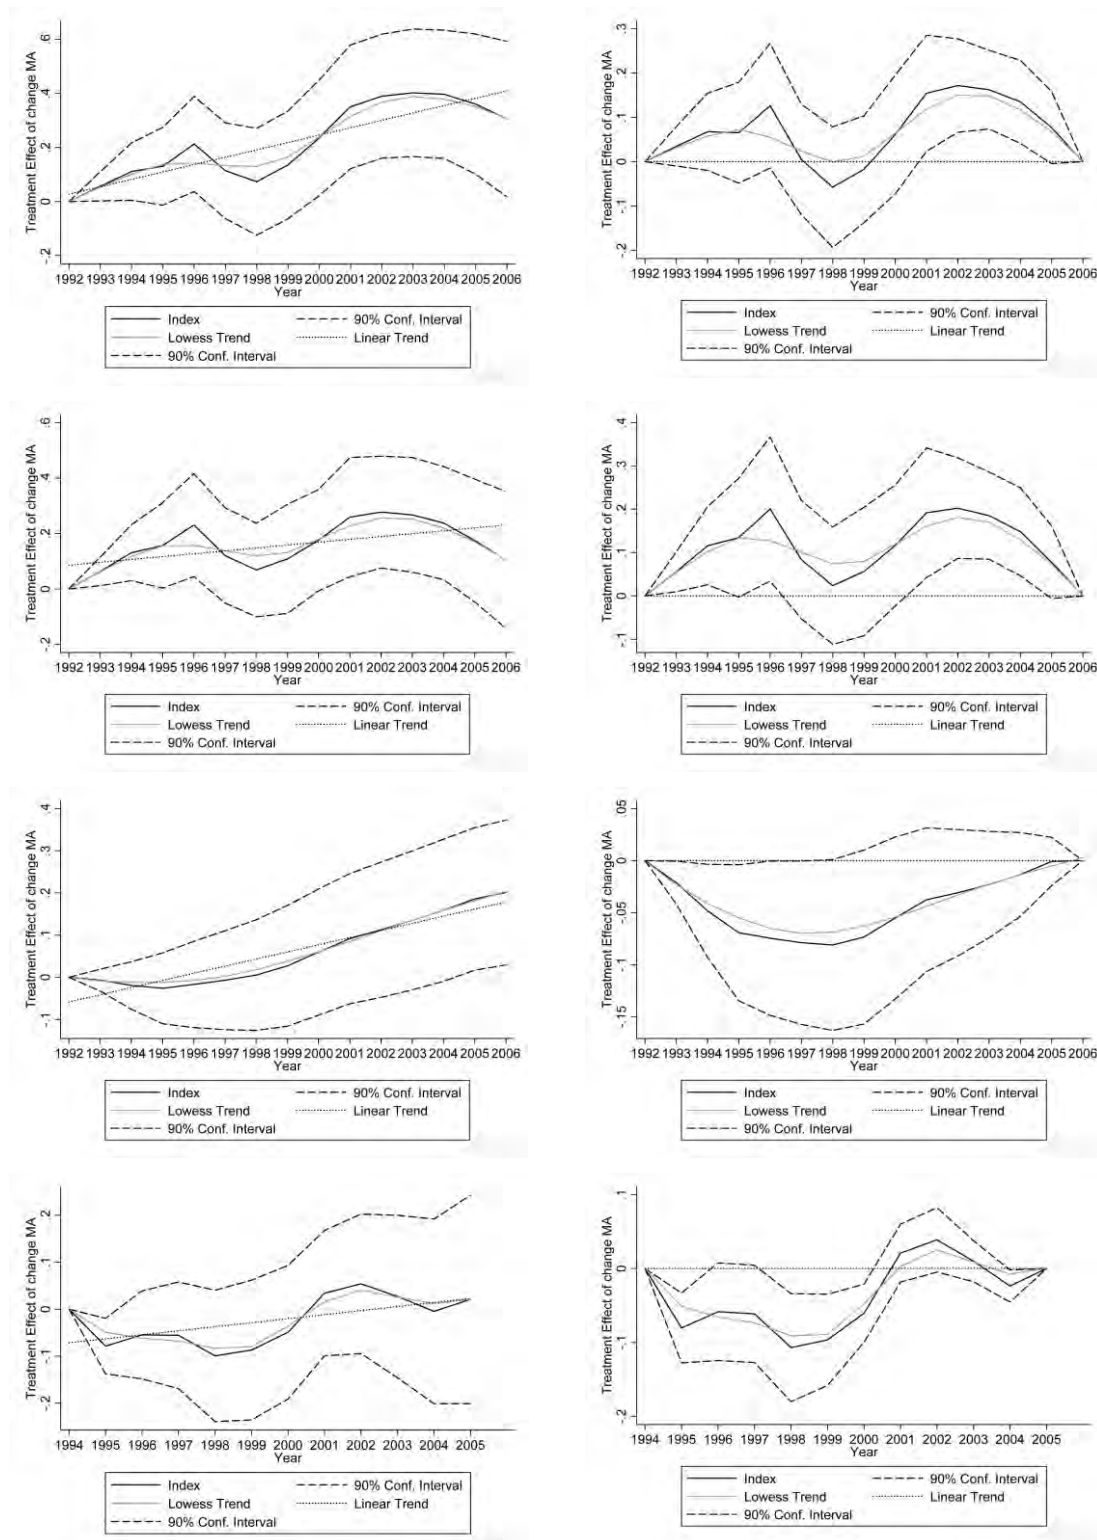 Treatment Effect of change MA
.6
.4
.2
0
-.2
1992 1993 1994 1995 1996 1997 1998 1999 2000 2001 2002 2003 2004 2005 2006
Year
Index
90% Conf. Interval
Lowess Trend
Linear Trend
90% Conf. Interval
Treatment Effect of change MA
.3
.2
.1
0
-.1
-.2
1992 1993 1994 1995 1996 1997 1998 1999 2000 2001 2002 2003 2004 2005 2006
Year
Index
90% Conf. Interval
Lowess Trend
Linear Trend
90% Conf. Interval
Treatment Effect of change MA
.6
.4
.2
0
-.2
1992 1993 1994 1995 1996 1997 1998 1999 2000 2001 2002 2003 2004 2005 2006
Year
Index
90% Conf. Interval
Lowess Trend
Linear Trend
90% Conf. Interval
Treatment Effect of change MA
.4
.3
.2
.1
0
-.1
1992 1993 1994 1995 1996 1997 1998 1999 2000 2001 2002 2003 2004 2005 2006
Year
Index
90% Conf. Interval
Lowess Trend
Linear Trend
90% Conf. Interval
Treatment Effect of change MA
.4
.3
.2
.1
0
-.1
1992 1993 1994 1995 1996 1997 1998 1999 2000 2001 2002 2003 2004 2005 2006
Year
Index
90% Conf. Interval
Lowess Trend
Linear Trend
90% Conf. Interval
Treatment Effect of change MA
.05
0
-.05
-.1
-.15
1992 1993 1994 1995 1996 1997 1998 1999 2000 2001 2002 2003 2004 2005 2006
Year
Index
90% Conf. Interval
Lowess Trend
Linear Trend
90% Conf. Interval
Treatment Effect of change MA
.2
.1
0
-.1
-.2
1994 1995 1996 1997 1998 1999 2000 2001 2002 2003 2004 2005
Year
Index
90% Conf. Interval
Lowess Trend
Linear Trend
90% Conf. Interval
Treatment Effect of change MA
.1
0
-.1
-.2
1994 1995 1996 1997 1998 1999 2000 2001 2002 2003 2004 2005
Year
Index
90% Conf. Interval
Lowess Trend
Linear Trend
90% Conf. Interval